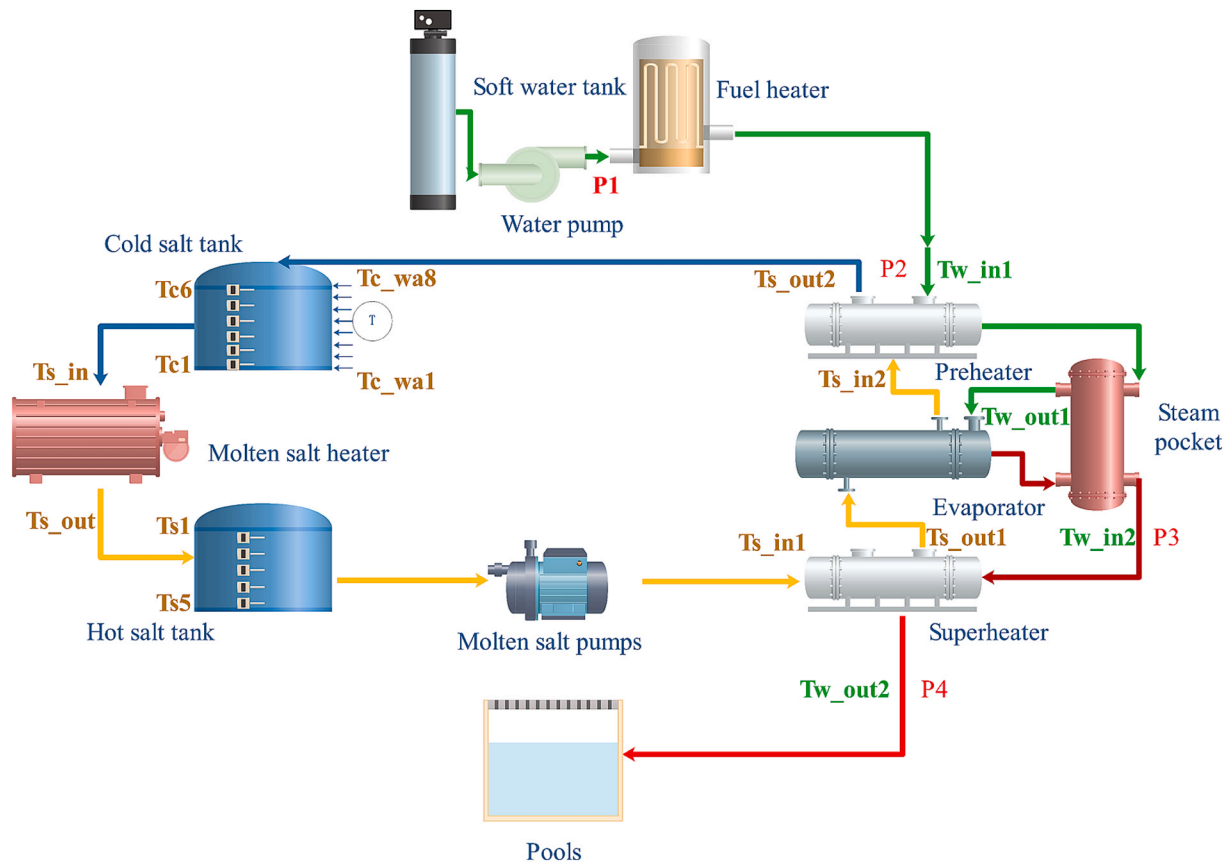 Soft water tank
Fuel heater
P1
Water pump
Cold salt tank
Tc6
Tc_wa8
T
Tc1
Tc_wa1
Ts_out2
P2
Tw_in1
Ts_in
Ts_in2
Preheater
Tw_out1
Steam
pocket
Molten salt heater
Evaporator
Ts_out
Ts1
Ts_in1
Ts_out1
Tw_in2
P3
Ts5
Hot salt tank
Molten salt pumps
Superheater
Tw_out2
P4
Pools